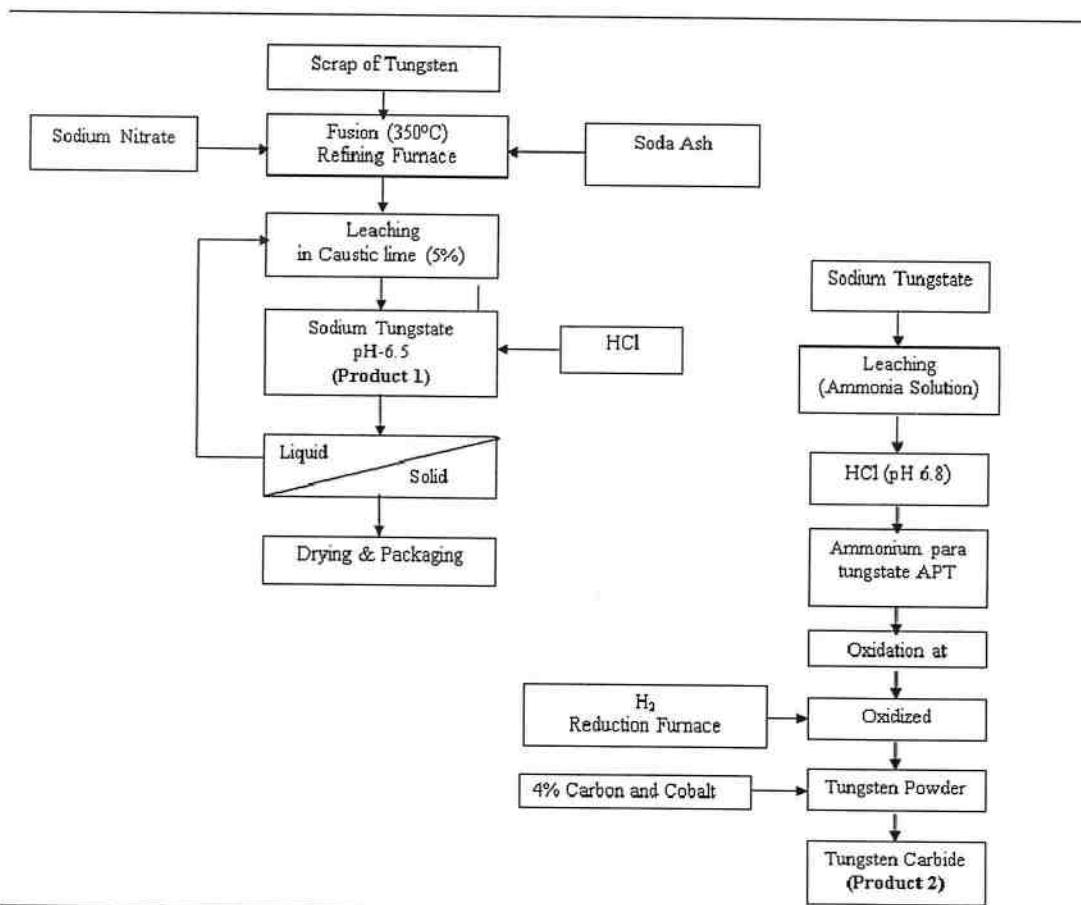 Scrap of Tungsten
Sodium Nitrate
Fusion (350⁰C)
Refining Furnace
Soda Ash
Leaching
in Caustic lime (5%)
Sodium Tungstate
pH-6.5
(Product 1)
HCl
Liquid
Solid
Drying & Packaging
Sodium Tungstate
Leaching
(Ammonia Solution)
HCl (pH 6.8)
Ammonium para
tungstate APT
Oxidation at
H₂
Reduction Furnace
Oxidized
4% Carbon and Cobalt
Tungsten Powder
Tungsten Carbide
(Product 2)